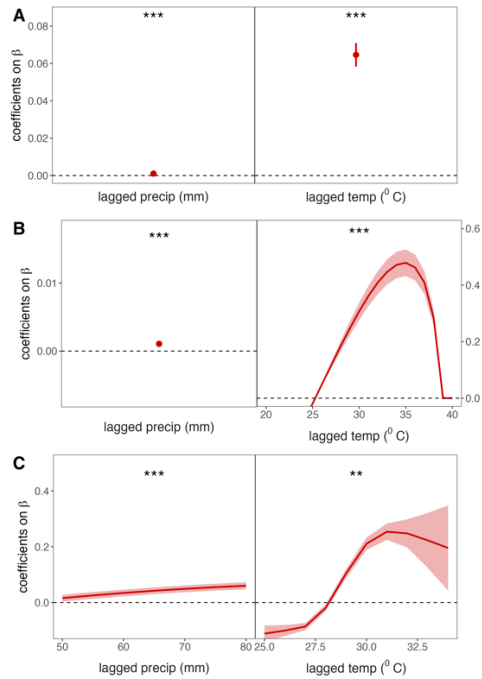 A
*** ***
0.08
0.06
0.04
0.02
0.00
coefficients on β
lagged precip (mm) lagged temp (⁰ C)
B
*** ***
0.01
0.00
coefficients on β
0.6
0.4
0.2
0.0
20 25 30 35 40
lagged precip (mm) lagged temp (⁰ C)
C
*** **
0.4
0.2
0.0
coefficients on β
50 60 70 80 25.0 27.5 30.0 32.5
lagged precip (mm) lagged temp (⁰ C)